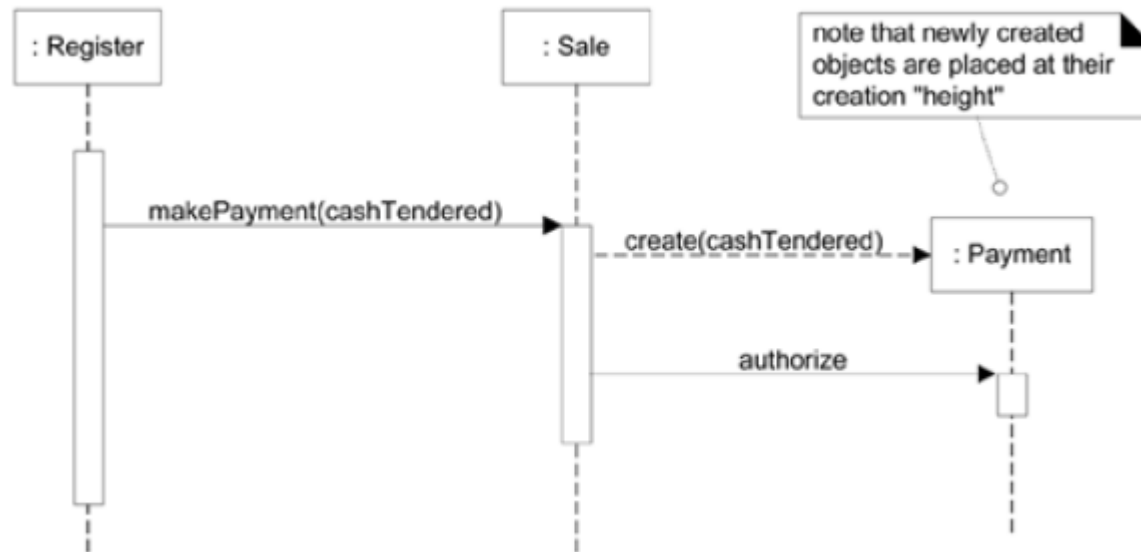 : Register
: Sale
note that newly created
objects are placed at their
creation "height"
makePayment(cashTendered)
create(cashTendered)
: Payment
authorize